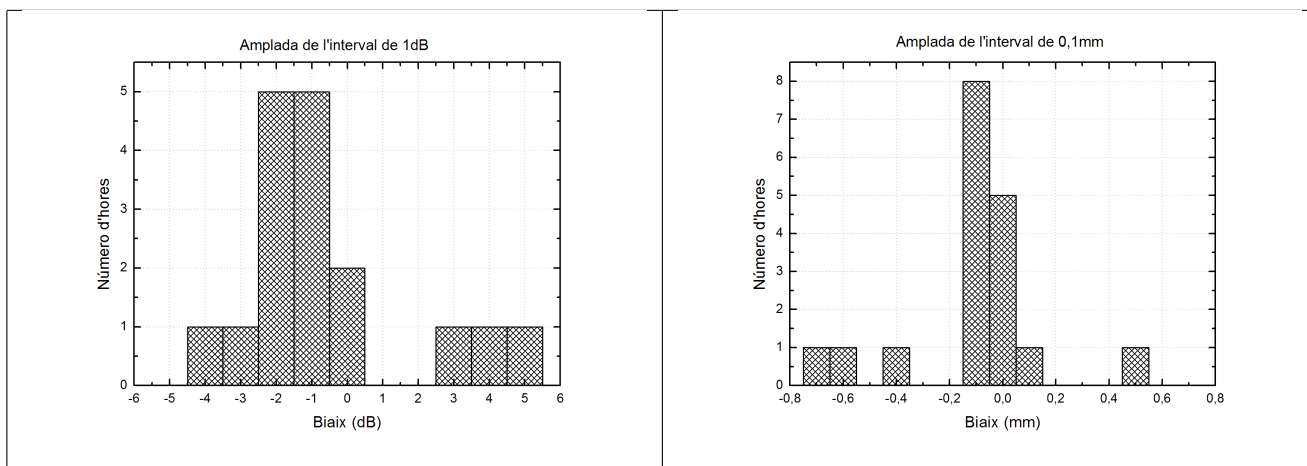 Amplada de l'interval de 1dB
Número d'hores
5
4
3
2
1
0
-6 -5 -4 -3 -2 -1 0 1 2 3 4 5 6
Biaix (dB)
Amplada de l'interval de 0,1mm
Número d'hores
8
7
6
5
4
3
2
1
0
-0,8 -0,6 -0,4 -0,2 0,0 0,2 0,4 0,6 0,8
Biaix (mm)